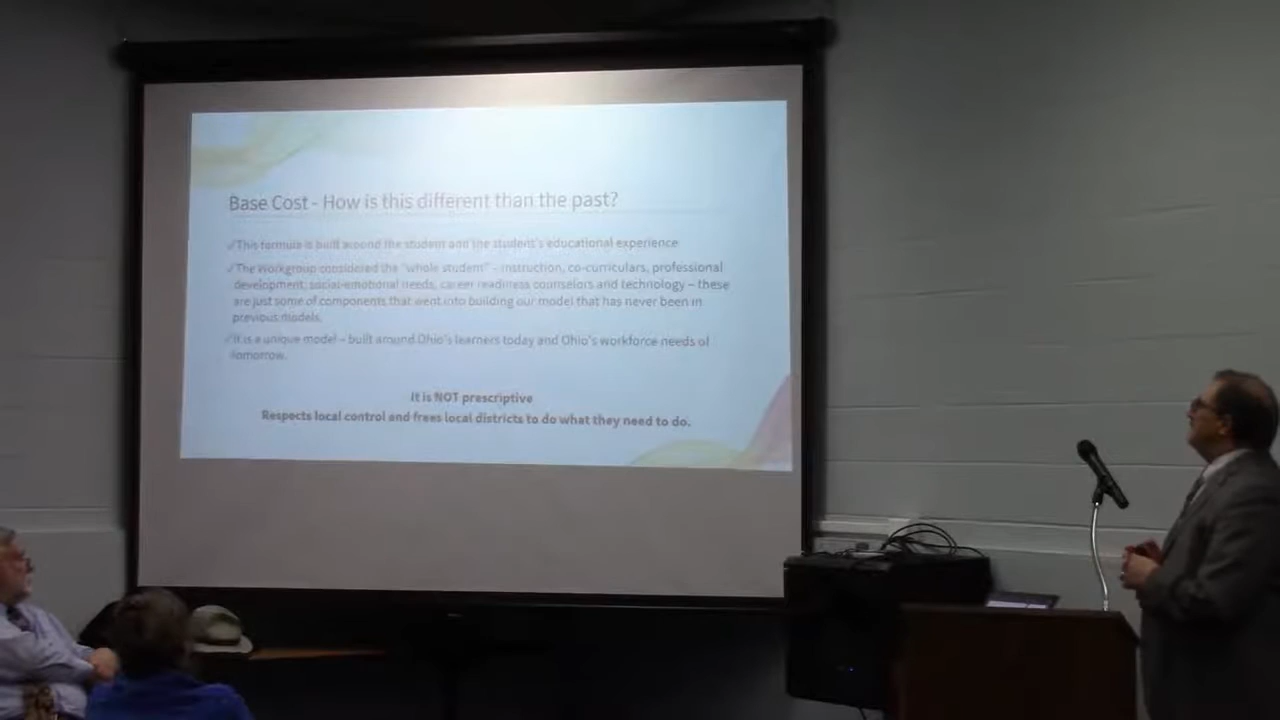 Base Cost - How is this different than the past?
✓This formula is built around the student and the student's educational experience
✓The Workgroup considered the "whole student" - instruction, co-curriculars, professional
development, social-emotional needs, career readiness counselors and technology – these
are just some of components that went into building our model that has never been in
previous models.
✓It is a unique model – built around Ohio's learners today and Ohio's workforce needs of
tomorrow.
It is NOT prescriptive
Respects local control and frees local districts to do what they need to do.